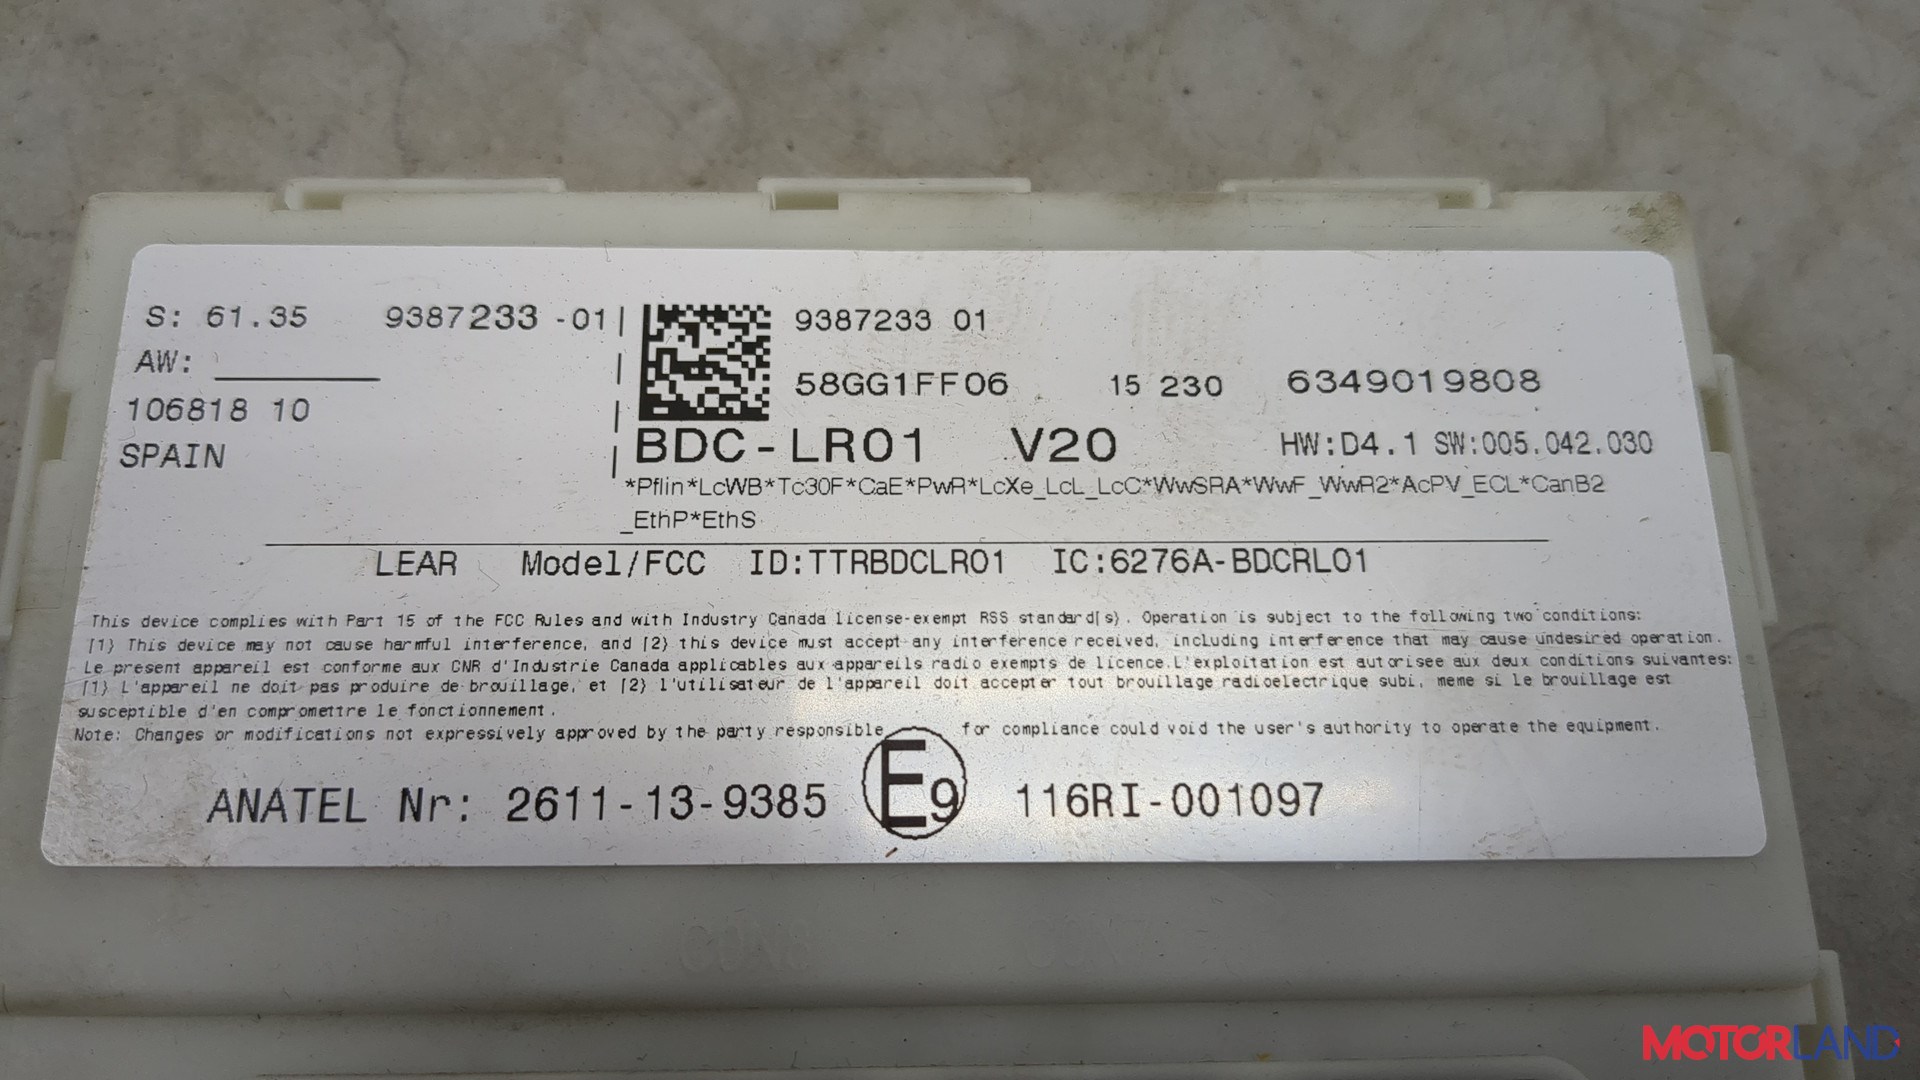 S: 61.35 9387233 -01
AW:
106818 10
SPAIN
9387233 01
58GG1FF06 15 230 6349019808
BDC-LR01 V20 HW:D4.1 SW:005.042.030
*Pflin*LcWB*Tc30F*CaE*PwR*LcXe_LcL_LcC*WwSRA*WwF_WwR2*AcPV_ECL*CanB2
_EthP*EthS
LEAR Model/FCC ID:TTRBDCLR01 IC:6276A-BDCRL01
This device complies with Part 15 of the FCC Rules and with Industry Canada license-exempt RSS standard(s). Operation is subject to the following two conditions:
(1) This device may not cause harmful interference, and (2) this device must accept any interference received, including interference that may cause undesired operation.
Le present appareil est conforme aux CNR d'Industrie Canada applicables aux appareils radio exempts de licence.L'exploitation est autorisee aux deux conditions suivantes:
(1) L'appareil ne doit pas produire de brouillage, et (2) l'utilisateur de l'appareil doit accepter tout brouillage radioelectrique subi, meme si le brouillage est
susceptible d'en compromettre le fonctionnement.
Note: Changes or modifications not expressively approved by the party responsible for compliance could void the user's authority to operate the equipment.
ANATEL Nr: 2611-13-9385 E9 116RI-001097
MOTORLAND